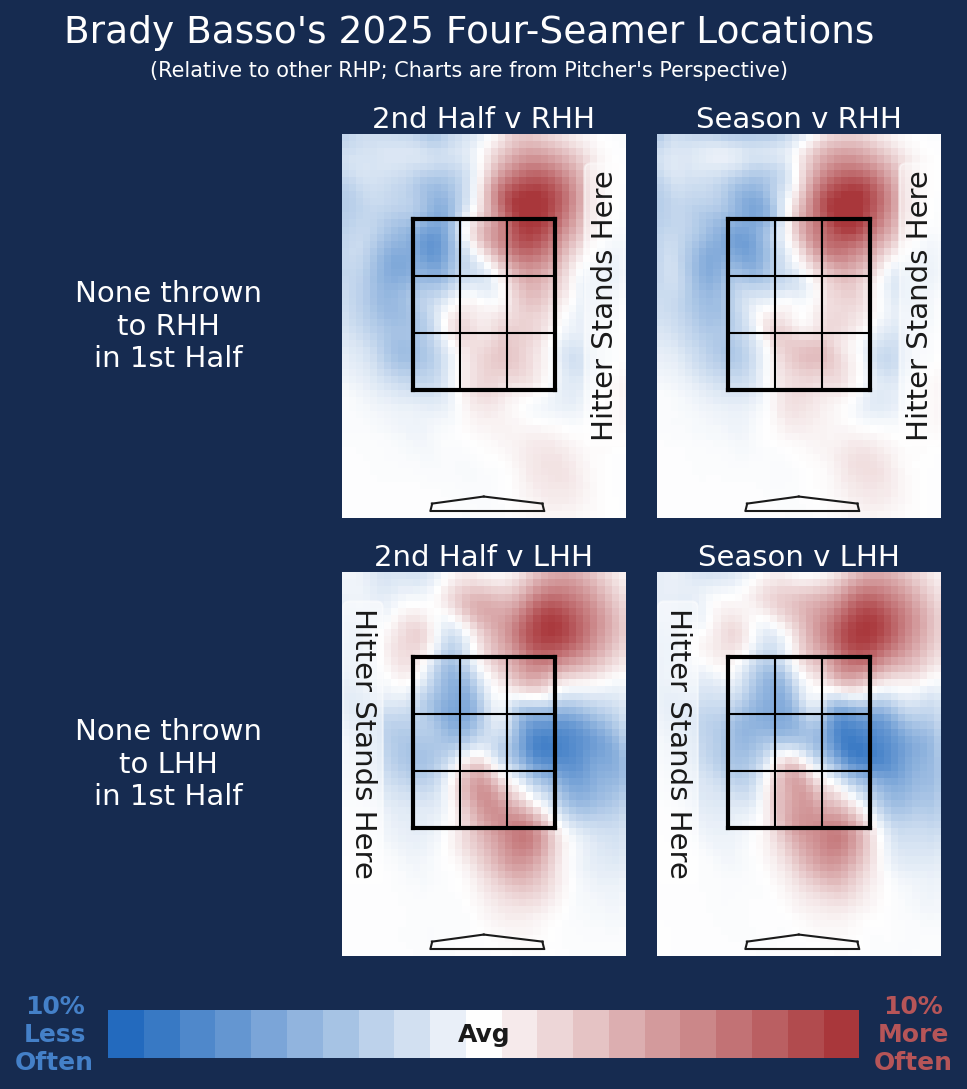 Brady Basso's 2025 Four-Seamer Locations
(Relative to other RHP; Charts are from Pitcher's Perspective)
2nd Half v RHH
Season v RHH
None thrown
to RHH
in 1st Half
Hitter Stands Here
Hitter Stands Here
2nd Half v LHH
Season v LHH
None thrown
to LHH
in 1st Half
Hitter Stands Here
Hitter Stands Here
10%
Less
Often
Avg
10%
More
Often